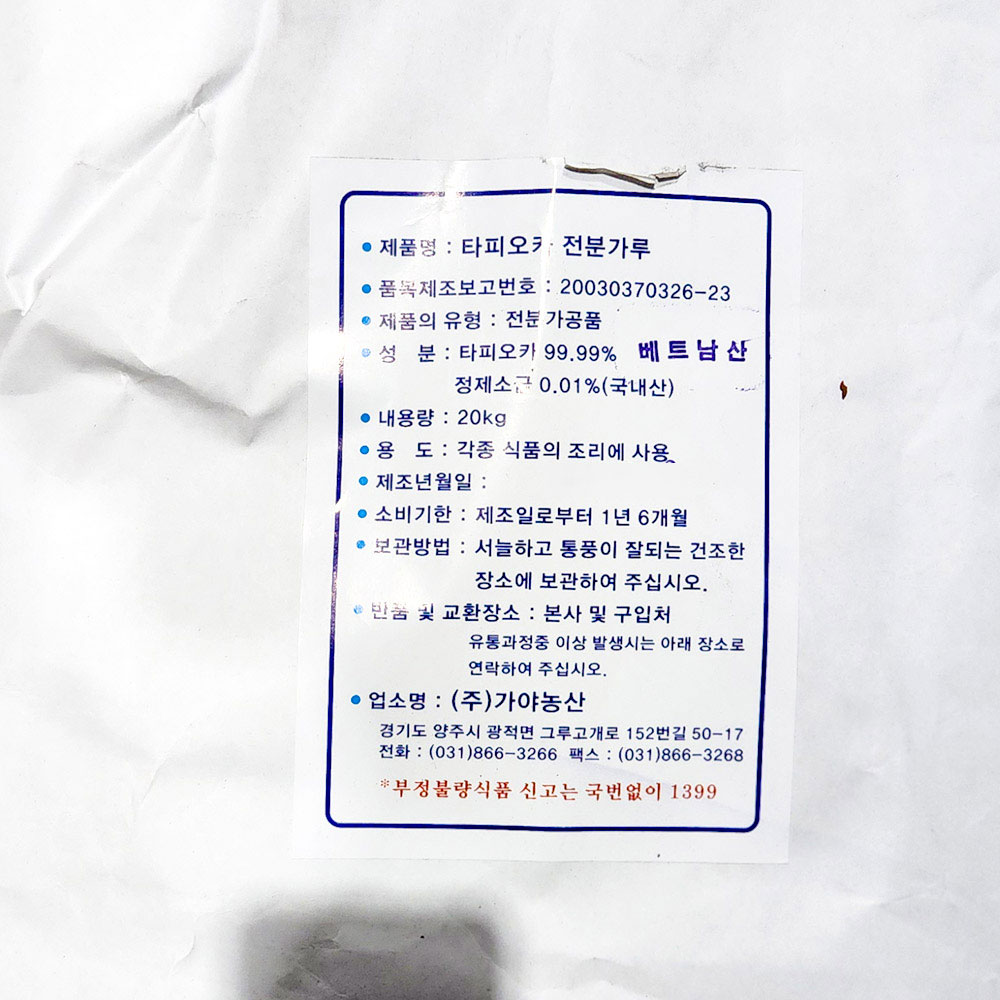 ● 제품명 : 타피오카 전분가루
● 품목제조보고번호 : 20030370326-23
● 제품의 유형 : 전분가공품
● 성 분 : 타피오카 99.99% 베트남산
정제소금 0.01%(국내산)
● 내용량 : 20kg
● 용 도 : 각종 식품의 조리에 사용
● 제조년월일 :
● 소비기한 : 제조일로부터 1년 6개월
● 보관방법 : 서늘하고 통풍이 잘되는 건조한
장소에 보관하여 주십시오.
● 반품 및 교환장소 : 본사 및 구입처
유통과정중 이상 발생시는 아래 장소로
연락하여 주십시오.
● 업소명 : (주)가야농산
경기도 양주시 광적면 그루고개로 152번길 50-17
전화 : (031)866-3266 팩스 : (031)866-3268
*부정불량식품 신고는 국번없이 1399